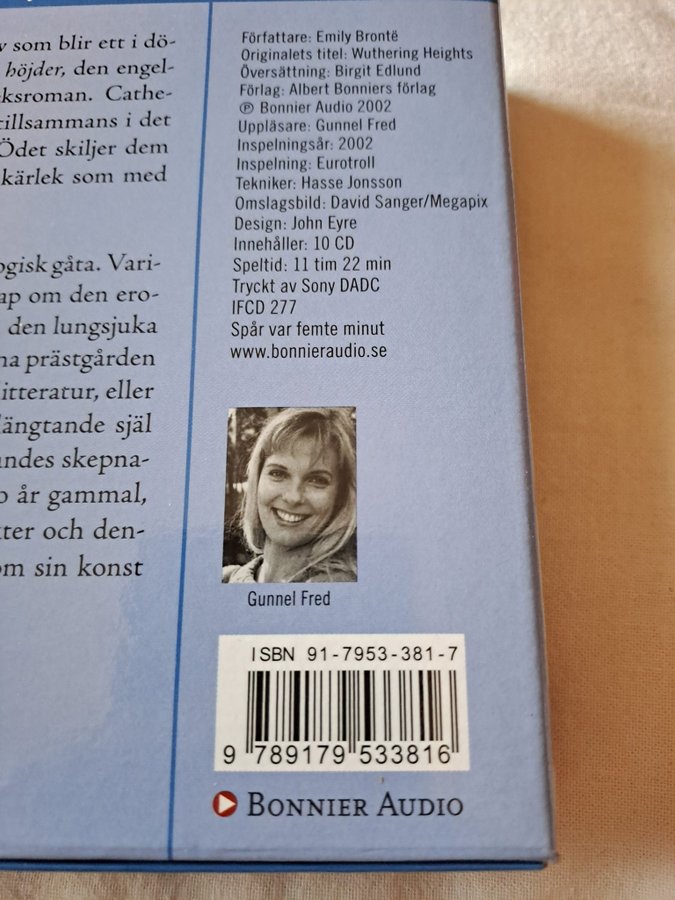 som blir ett i dö-
höjder, den engel-
ksroman. Cathe-
tillsammans i det
Ödet skiljer dem
kärlek som med
ogisk gåta. Vari-
ap om den ero-
den lungsjuka
na prästgården
litteratur, eller
längtande själ
andes skepna-
o år gammal,
kter och den-
om sin konst
Författare: Emily Brontë
Originalets titel: Wuthering Heights
Översättning: Birgit Edlund
Förlag: Albert Bonniers förlag
℗ Bonnier Audio 2002
Uppläsare: Gunnel Fred
Inspelningsår: 2002
Inspelning: Eurotroll
Tekniker: Hasse Jonsson
Omslagsbild: David Sanger/Megapix
Design: John Eyre
Innehåller: 10 CD
Speltid: 11 tim 22 min
Tryckt av Sony DADC
IFCD 277
Spår var femte minut
www.bonnieraudio.se
Gunnel Fred
ISBN 91-7953-381-7
9 789179 533816
BONNIER AUDIO